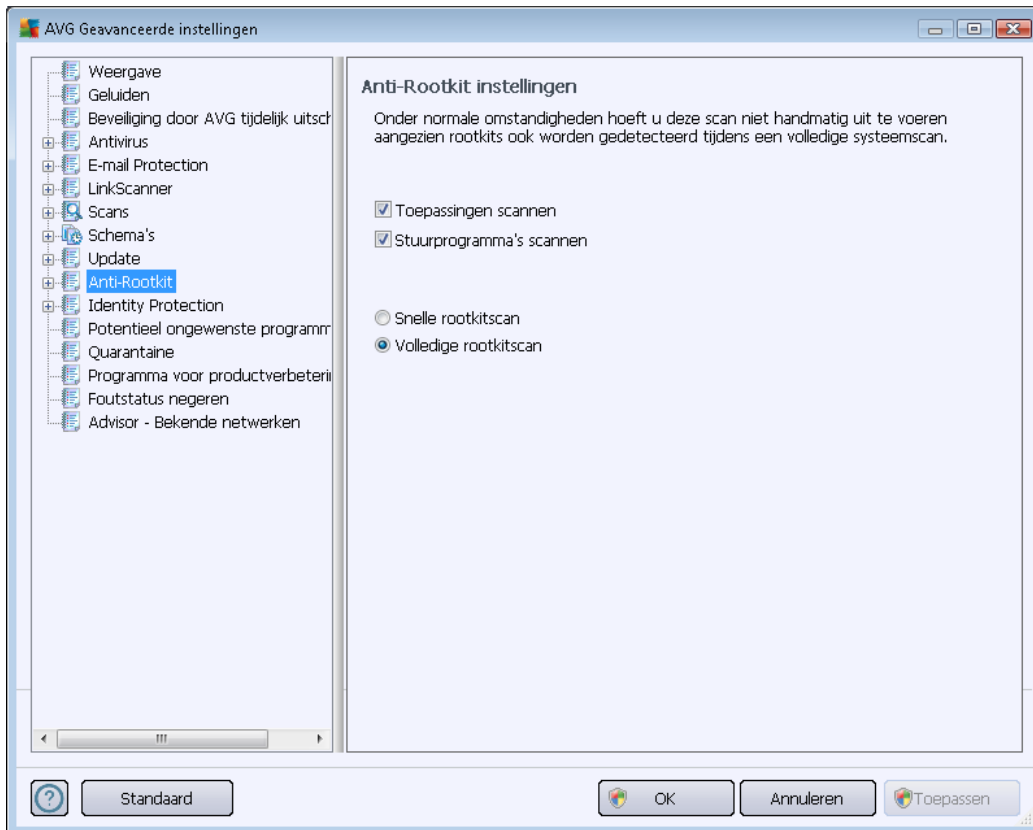 AVG Geavanceerde instellingen
Weergave
Geluiden
Beveiliging door AVG tijdelijk uitsch
Antivirus
E-mail Protection
LinkScanner
Scans
Schema's
Update
Anti-Rootkit
Identity Protection
Potentieel ongewenste programm
Quarantaine
Programma voor productverbeterin
Foutstatus negeren
Advisor - Bekende netwerken
Anti-Rootkit instellingen
Onder normale omstandigheden hoeft u deze scan niet handmatig uit te voeren
aangezien rootkits ook worden gedetecteerd tijdens een volledige systeemscan.
Toepassingen scannen
Stuurprogramma's scannen
Snelle rootkitscan
Volledige rootkitscan
Standaard
OK
Annuleren
Toepassen